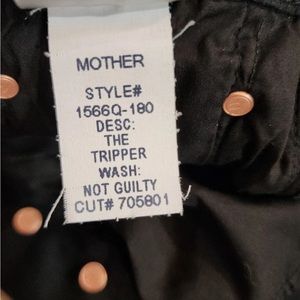 MOTHER
STYLE#
1566Q-180
DESC:
THE
TRIPPER
WASH:
NOT GUILTY
CUT# 705801